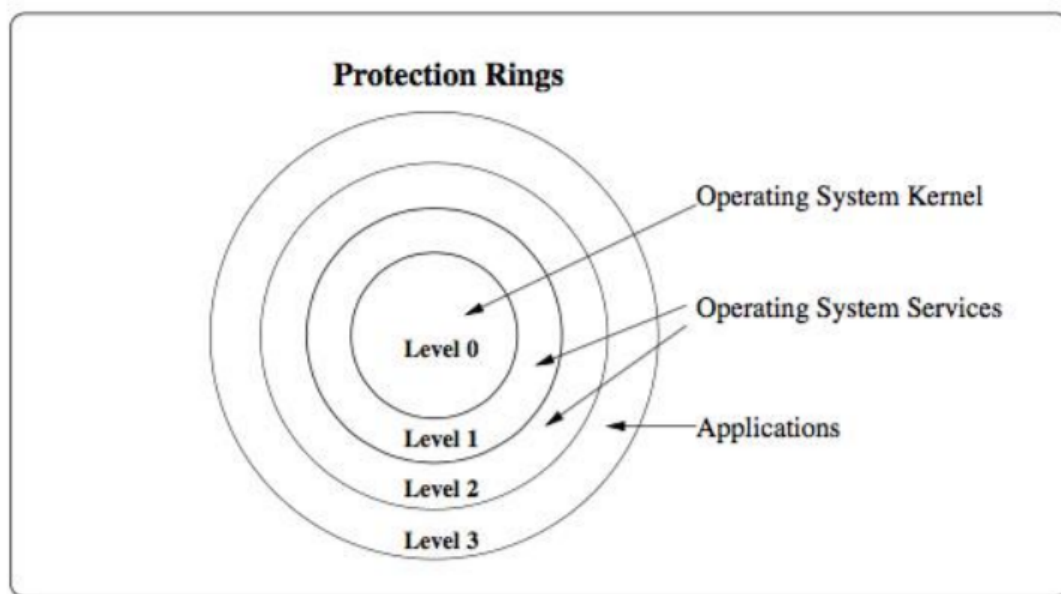 Protection Rings
Operating System Kernel
Operating System Services
Level 0
Applications
Level 1
Level 2
Level 3